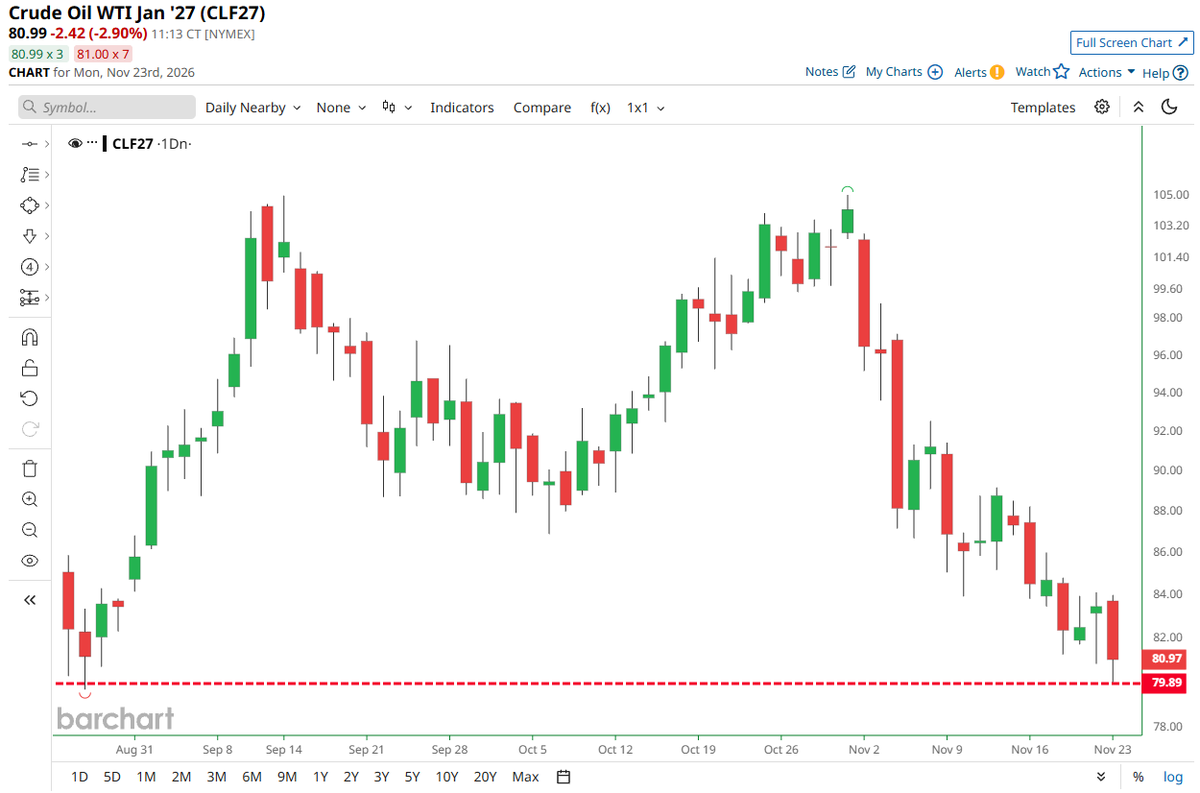 Crude Oil WTI Jan '27 (CLF27)
80.99 -2.42 (-2.90%) 11:13 CT [NYMEX]
80.99 x 3 81.00 x 7
Full Screen Chart
CHART for Mon, Nov 23rd, 2026
Notes My Charts Alerts Watch Actions Help
Symbol... Daily Nearby None Indicators Compare f(x) 1x1 Templates
CLF27 ·1Dn·
4
105.00
103.20
101.40
99.60
98.00
96.00
94.00
92.00
90.00
88.00
86.00
84.00
82.00
80.97
79.89
78.00
barchart
Aug 31 Sep 8 Sep 14 Sep 21 Sep 28 Oct 5 Oct 12 Oct 19 Oct 26 Nov 2 Nov 9 Nov 16 Nov 23
1D 5D 1M 2M 3M 6M 9M 1Y 2Y 3Y 5Y 10Y 20Y Max % log